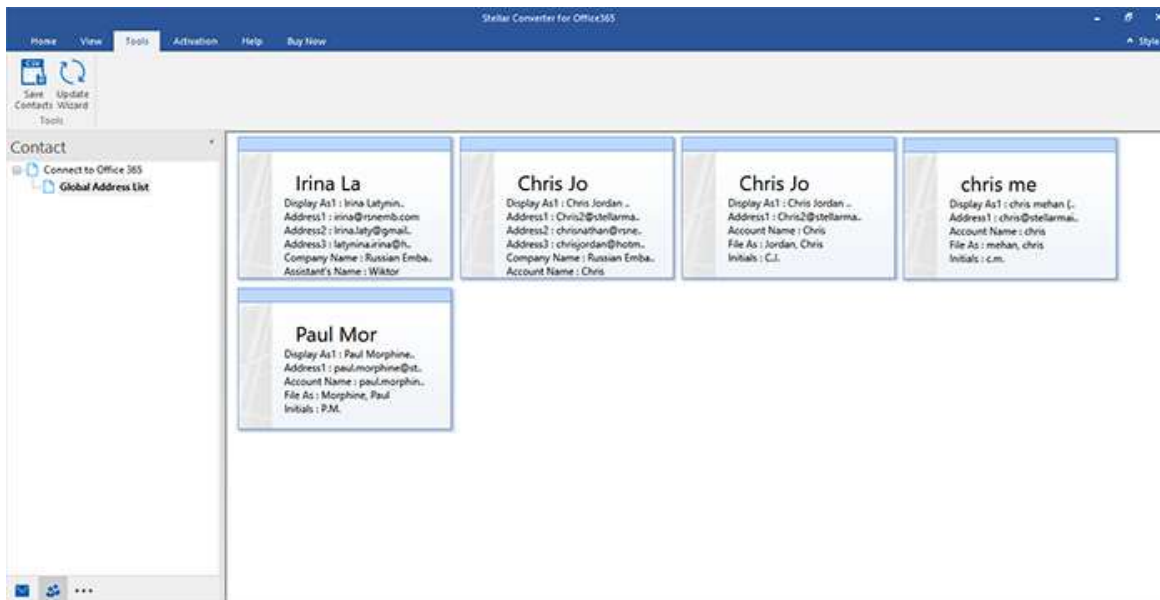 Stellar Converter for Office365
Home View Tools Activation Help Buy Now
Style
CSV
Save Contacts
Update Wizard
Tools
Contact
Connect to Office 365
Global Address List
Irina La
Display As1 : Irina Latynin..
Address1 : irina@rsnemb.com
Address2 : Irina.laty@gmail..
Address3 : latynina.irina@h..
Company Name : Russian Emba..
Assistant's Name : Wiktor
Chris Jo
Display As1 : Chris Jordan ..
Address1 : Chris2@stellarma..
Address2 : chrisnathan@rsne..
Address3 : chrisjordan@hotm..
Company Name : Russian Emba..
Account Name : Chris
Chris Jo
Display As1 : Chris Jordan ..
Address1 : Chris2@stellarma..
Account Name : Chris
File As : Jordan, Chris
Initials : C.J.
chris me
Display As1 : chris mehan (..
Address1 : chris@stellarmai..
Account Name : chris
File As : mehan, chris
Initials : c.m.
Paul Mor
Display As1 : Paul Morphine..
Address1 : paul.morphine@st..
Account Name : paul.morphin..
File As : Morphine, Paul
Initials : P.M.